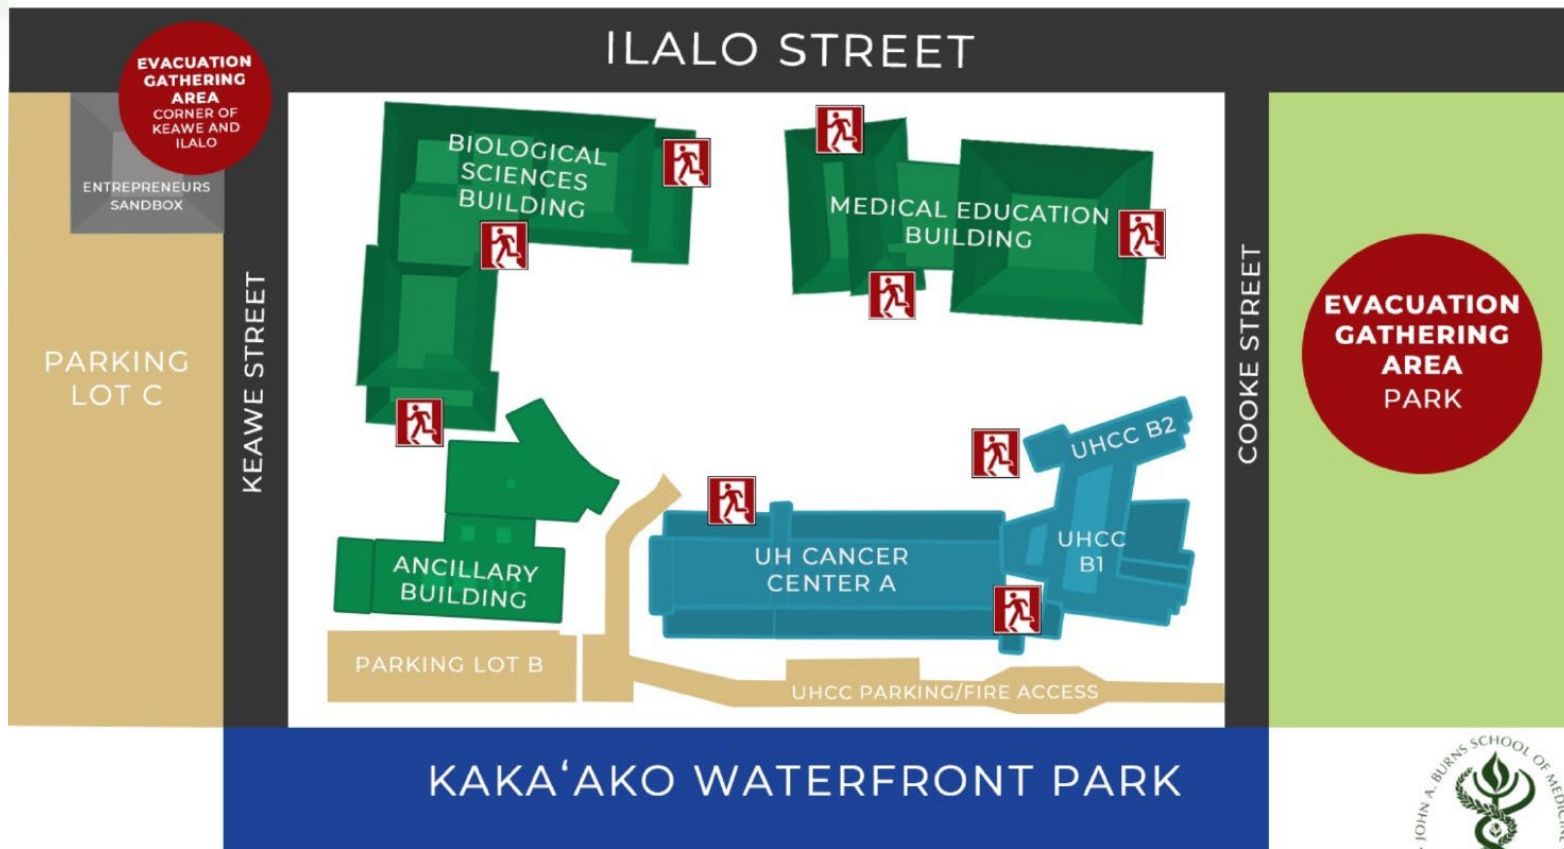 ILALO STREET
EVACUATION
GATHERING
AREA
CORNER OF
KEAWE AND
ILALO
ENTREPRENEURS
SANDBOX
BIOLOGICAL
SCIENCES
BUILDING
MEDICAL EDUCATION
BUILDING
PARKING
LOT C
KEAWE STREET
COOKE STREET
EVACUATION
GATHERING
AREA
PARK
UHCC B2
UHCC
B1
UH CANCER
CENTER A
ANCILLARY
BUILDING
PARKING LOT B
UHCC PARKING/FIRE ACCESS
KAKAʻAKO WATERFRONT PARK
JOHN A. BURNS SCHOOL OF MEDICINE